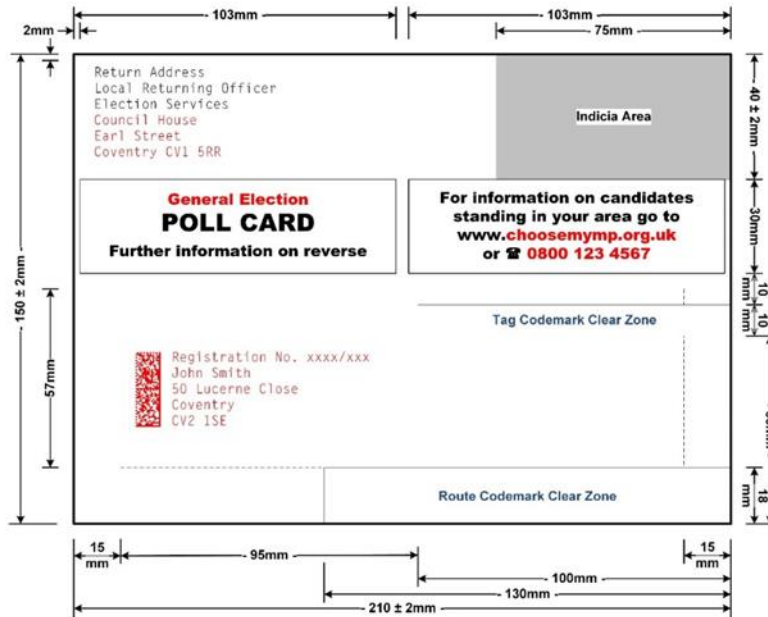 103mm
103mm
2mm
75mm
Return Address
Local Returning Officer
Election Services
Council House
Earl Street
Coventry CV1 5RR
Indicia Area
40 ± 2mm
General Election
POLL CARD
Further information on reverse
For information on candidates
standing in your area go to
www.choosemymp.org.uk
or ☎ 0800 123 4567
30mm
150 ± 2mm
10
mm
10
mm
Tag Codemark Clear Zone
57mm
Registration No. xxxx/xxx
John Smith
50 Lucerne Close
Coventry
CV2 1SE
Route Codemark Clear Zone
18
mm
15
mm
95mm
15
mm
100mm
130mm
210 ± 2mm